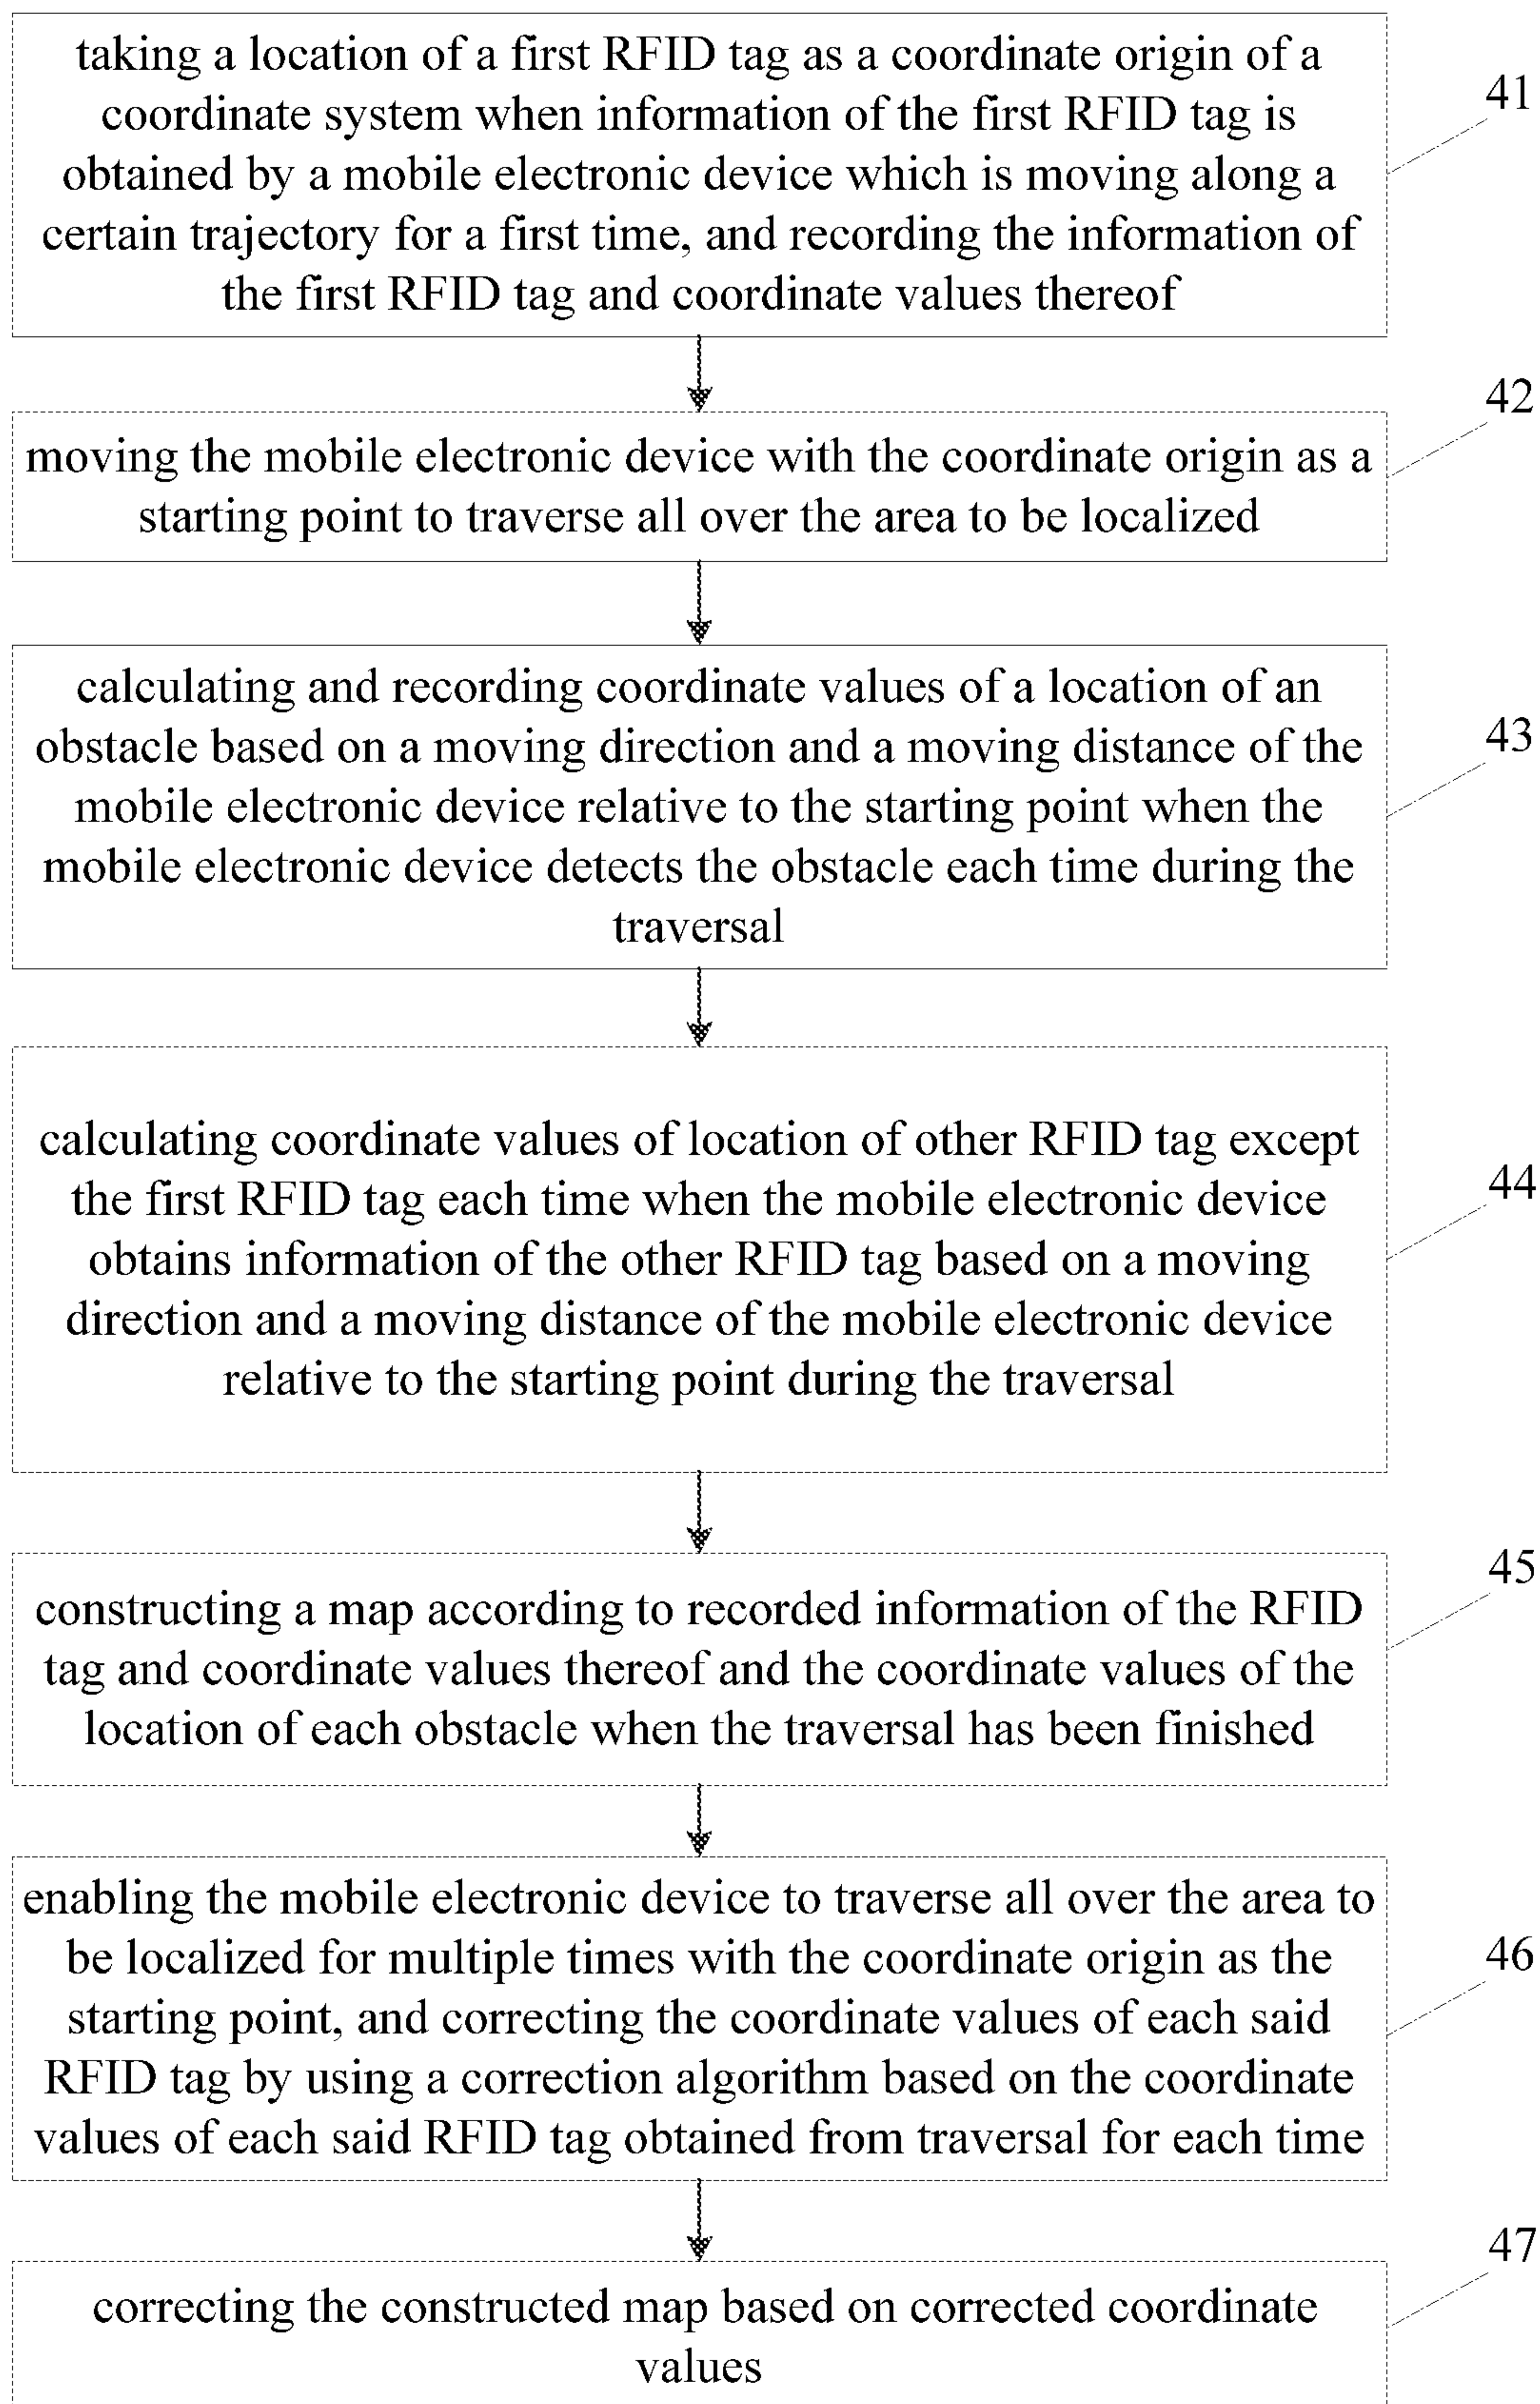 taking a location of a first RFID tag as a coordinate origin of a
coordinate system when information of the first RFID tag is
obtained by a mobile electronic device which is moving along a
certain trajectory for a first time, and recording the information of
the first RFID tag and coordinate values thereof
41
moving the mobile electronic device with the coordinate origin as a
starting point to traverse all over the area to be localized
42
calculating and recording coordinate values of a location of an
obstacle based on a moving direction and a moving distance of the
mobile electronic device relative to the starting point when the
mobile electronic device detects the obstacle each time during the
traversal
43
calculating coordinate values of location of other RFID tag except
the first RFID tag each time when the mobile electronic device
obtains information of the other RFID tag based on a moving
direction and a moving distance of the mobile electronic device
relative to the starting point during the traversal
44
constructing a map according to recorded information of the RFID
tag and coordinate values thereof and the coordinate values of the
location of each obstacle when the traversal has been finished
45
enabling the mobile electronic device to traverse all over the area to
be localized for multiple times with the coordinate origin as the
starting point, and correcting the coordinate values of each said
RFID tag by using a correction algorithm based on the coordinate
values of each said RFID tag obtained from traversal for each time
46
correcting the constructed map based on corrected coordinate
values
47